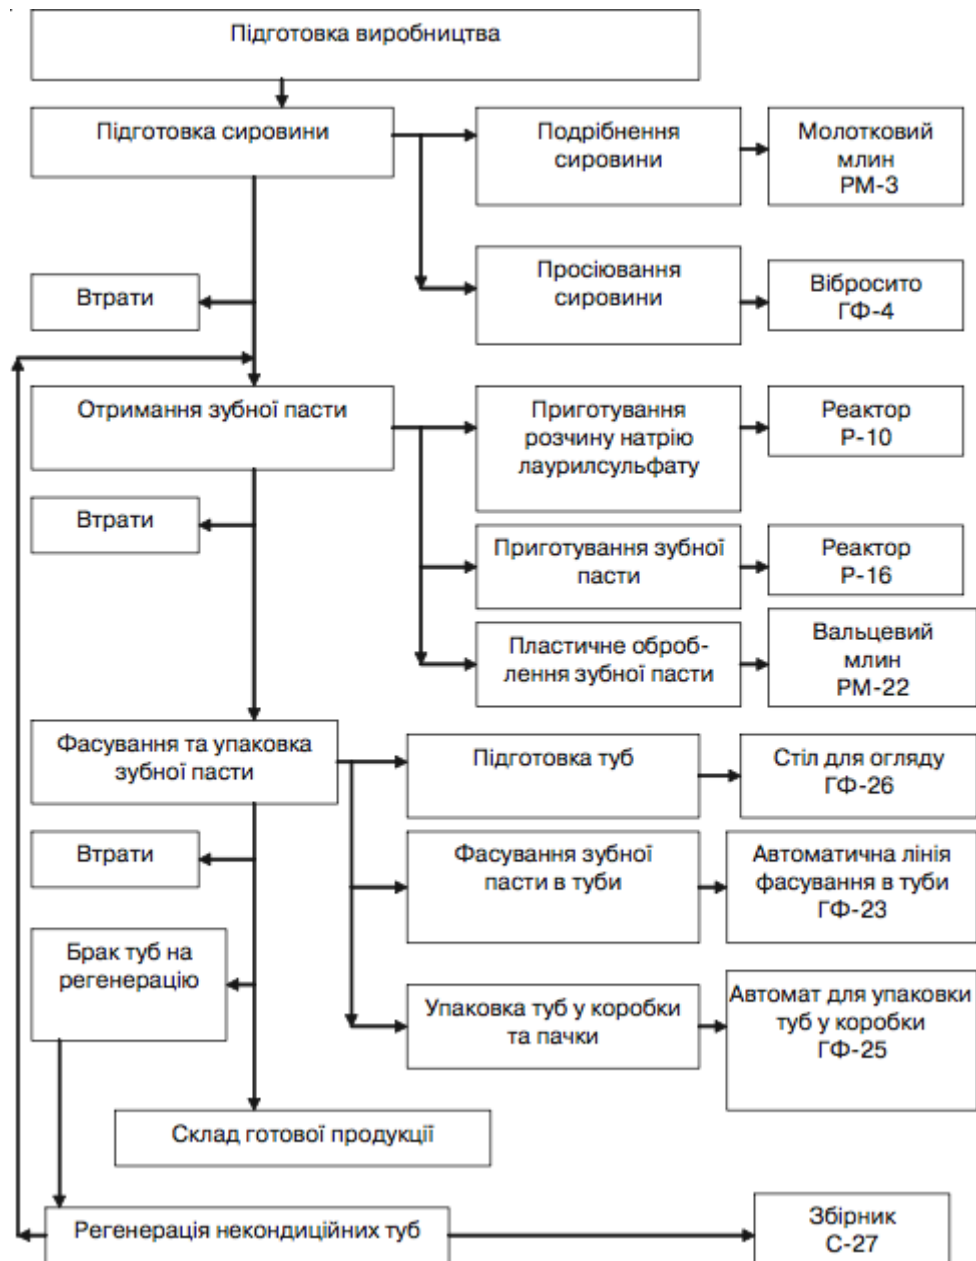 Підготовка виробництва
Підготовка сировини
Подрібнення
сировини
Молотковий
млин
РМ-3
Просіювання
сировини
Вібросито
ГФ-4
Втрати
Отримання зубної пасти
Приготування
розчину натрію
лаурилсульфату
Реактор
Р-10
Втрати
Приготування зубної
пасти
Реактор
Р-16
Пластичне оброб-
лення зубної пасти
Вальцевий
млин
РМ-22
Фасування та упаковка
зубної пасти
Підготовка туб
Стіл для огляду
ГФ-26
Втрати
Фасування зубної
пасти в туби
Автоматична лінія
фасування в туби
ГФ-23
Брак туб на
регенерацію
Упаковка туб у коробки
та пачки
Автомат для упаковки
туб у коробки
ГФ-25
Склад готової продукції
Регенерація некондиційних туб
Збірник
С-27